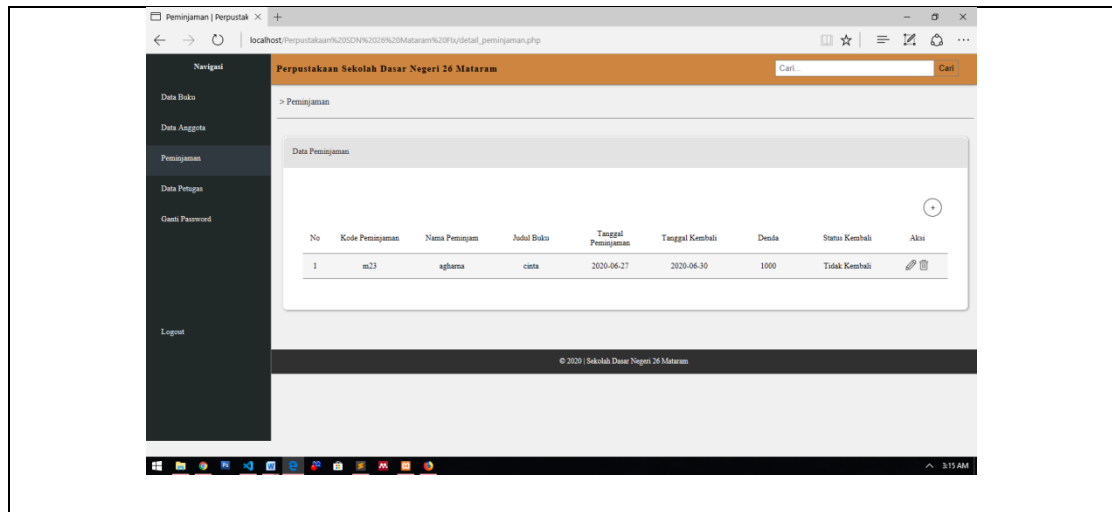 Peminjaman | Perpustak
localhost/Perpustakaan%20SDN%2026%20Mataram%20Fix/detail_peminjaman.php
Navigasi
Perpustakaan Sekolah Dasar Negeri 26 Mataram
Cari...
Cari
Data Buku
> Peminjaman
Data Anggota
Peminjaman
Data Peminjaman
Data Petugas
Ganti Password
No Kode Peminjaman Nama Peminjam Judul Buku Tanggal Peminjaman Tanggal Kembali Denda Status Kembali Aksi
1 m23 aghama cinta 2020-06-27 2020-06-30 1000 Tidak Kembali
Logout
© 2020 | Sekolah Dasar Negeri 26 Mataram
3:15 AM